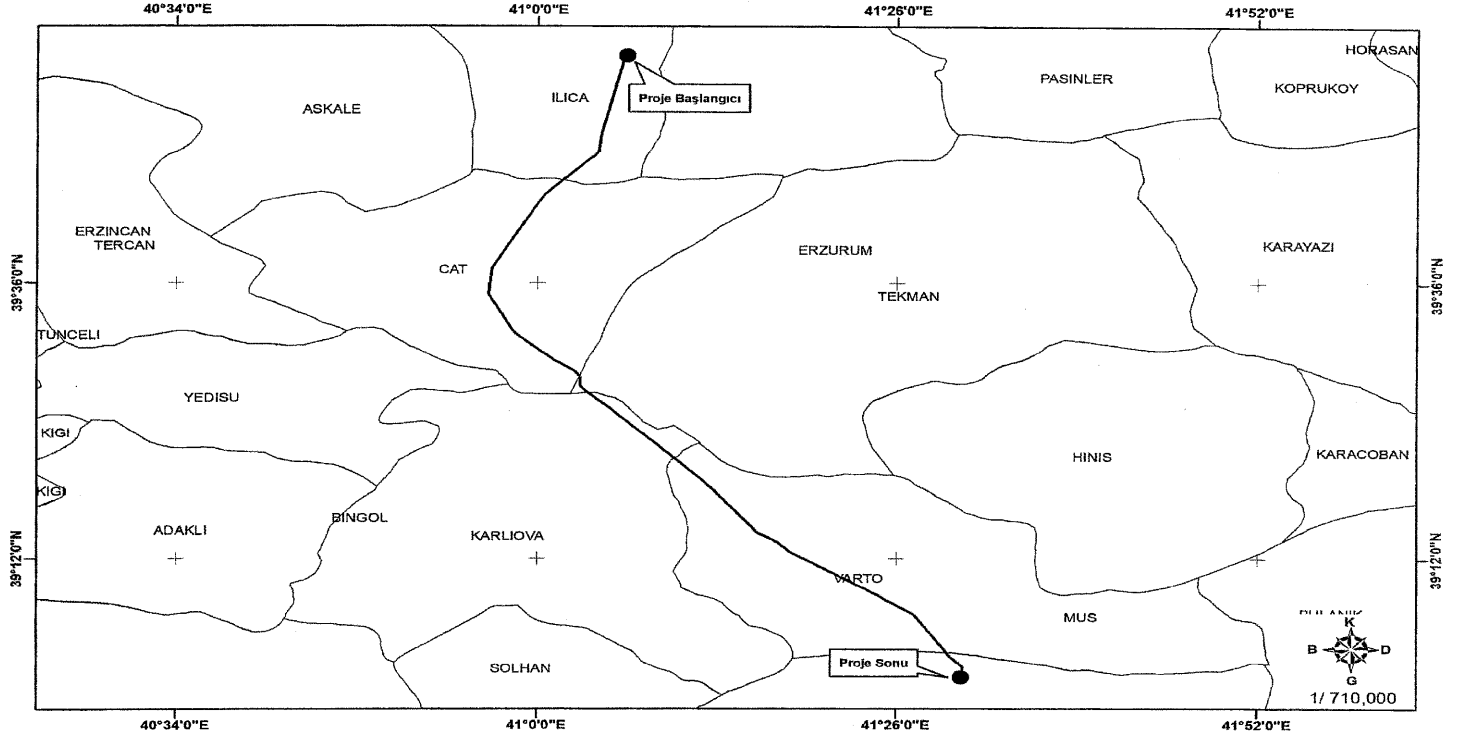 40°34'0"E
41°0'0"E
41°26'0"E
41°52'0"E
HORASAN
PASINLER
KOPRUKOY
ASKALE
ILICA
Proje Başlangıcı
ERZINCAN
TERCAN
ERZURUM
KARAYAZI
CAT
TEKMAN
39°36'0"N
39°36'0"N
TUNCELI
YEDISU
KIGI
HINIS
KARACOBAN
KIGI
BINGOL
ADAKLI
KARLIOVA
39°12'0"N
39°12'0"N
VARTO
MUS
K
B
D
G
Proje Sonu
SOLHAN
1/ 710,000
40°34'0"E
41°0'0"E
41°26'0"E
41°52'0"E